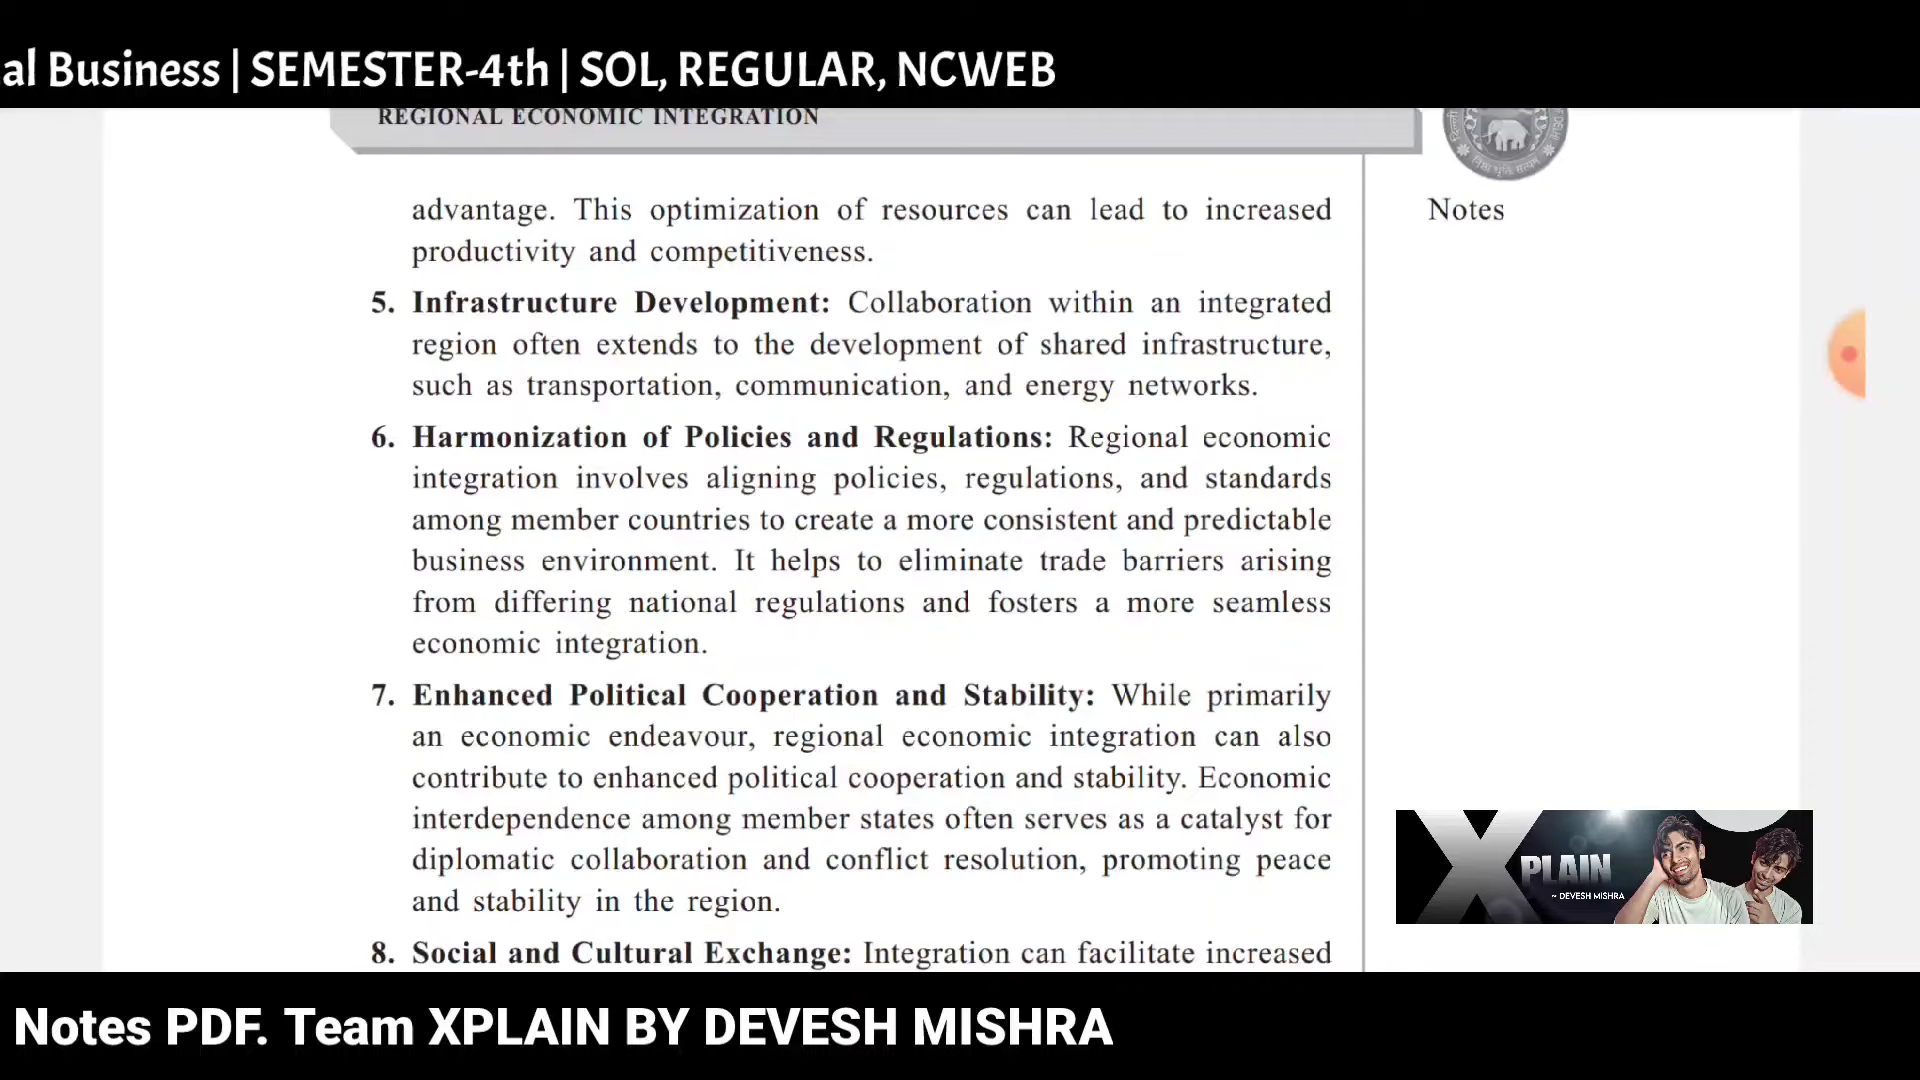 al Business | SEMESTER-4th | SOL, REGULAR, NCWEB
REGIONAL ECONOMIC INTEGRATION
advantage. This optimization of resources can lead to increased
productivity and competitiveness.
Notes
5. Infrastructure Development: Collaboration within an integrated
region often extends to the development of shared infrastructure,
such as transportation, communication, and energy networks.
6. Harmonization of Policies and Regulations: Regional economic
integration involves aligning policies, regulations, and standards
among member countries to create a more consistent and predictable
business environment. It helps to eliminate trade barriers arising
from differing national regulations and fosters a more seamless
economic integration.
7. Enhanced Political Cooperation and Stability: While primarily
an economic endeavour, regional economic integration can also
contribute to enhanced political cooperation and stability. Economic
interdependence among member states often serves as a catalyst for
diplomatic collaboration and conflict resolution, promoting peace
and stability in the region.
8. Social and Cultural Exchange: Integration can facilitate increased
XPLAIN
~ DEVESH MISHRA
Notes PDF. Team XPLAIN BY DEVESH MISHRA